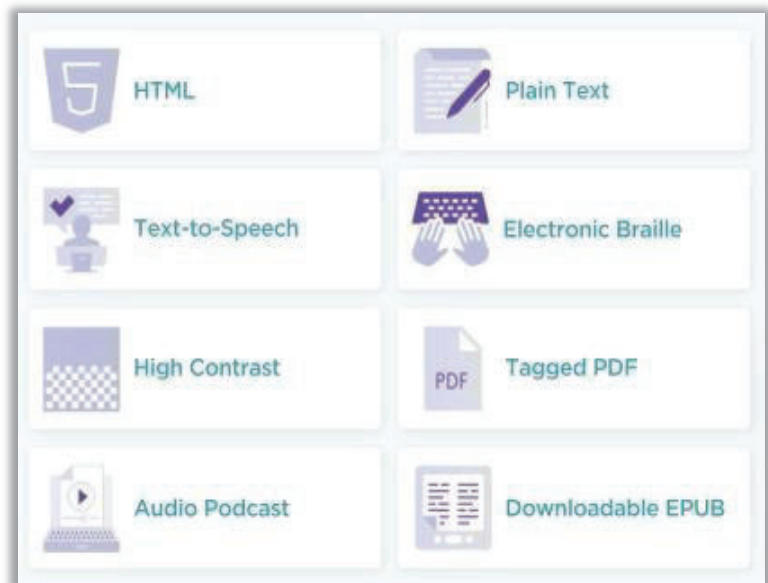 HTML
Plain Text
Text-to-Speech
Electronic Braille
High Contrast
PDF
Tagged PDF
Audio Podcast
Downloadable EPUB